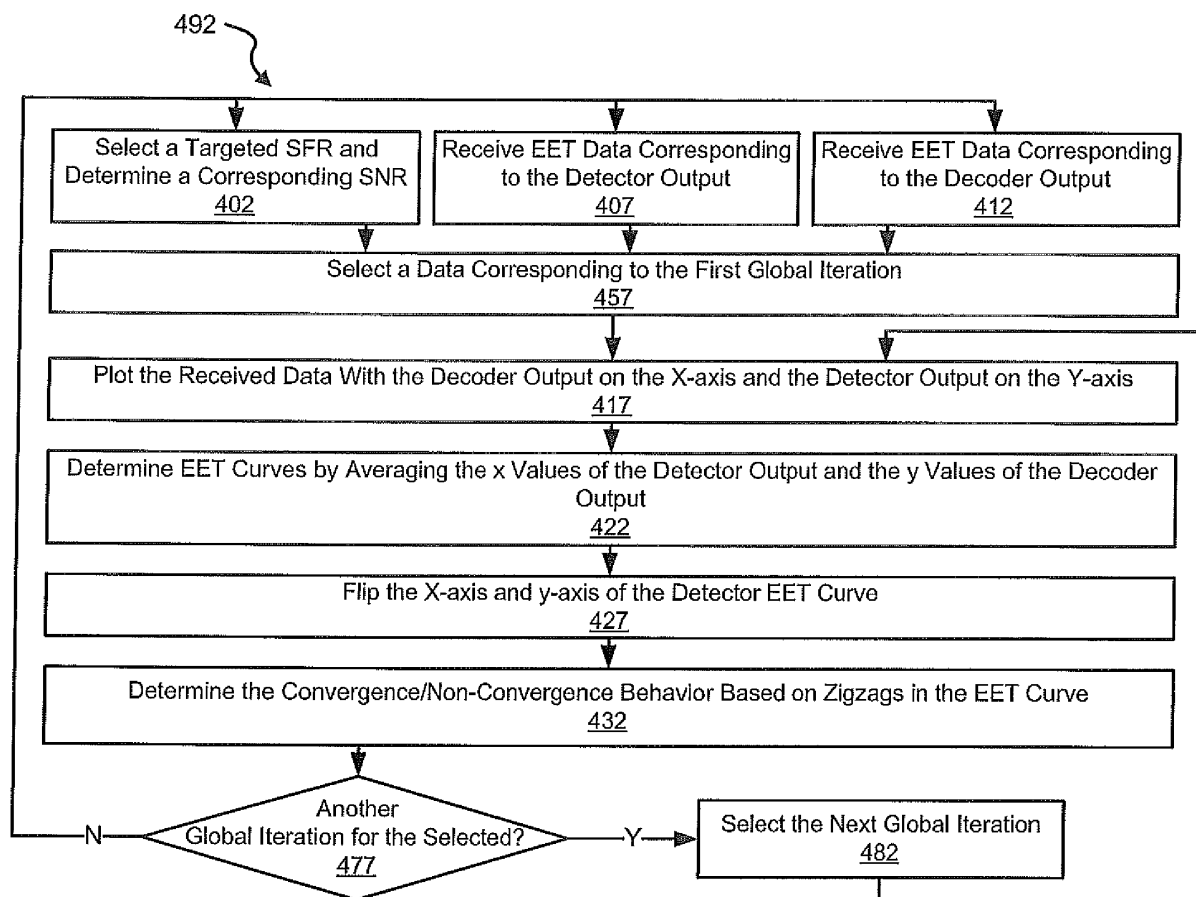 492
Select a Targeted SFR and
Determine a Corresponding SNR
402
Receive EET Data Corresponding
to the Detector Output
407
Receive EET Data Corresponding
to the Decoder Output
412
Select a Data Corresponding to the First Global Iteration
457
Plot the Received Data With the Decoder Output on the X-axis and the Detector Output on the Y-axis
417
Determine EET Curves by Averaging the x Values of the Detector Output and the y Values of the Decoder
Output
422
Flip the X-axis and y-axis of the Detector EET Curve
427
Determine the Convergence/Non-Convergence Behavior Based on Zigzags in the EET Curve
432
Another
Global Iteration for the Selected?
477
N
Y
Select the Next Global Iteration
482